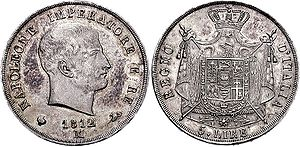 NAPOLEONE IMPERATORE E RE
1812
M
REGNO D'ITALIA
5 · LIRE